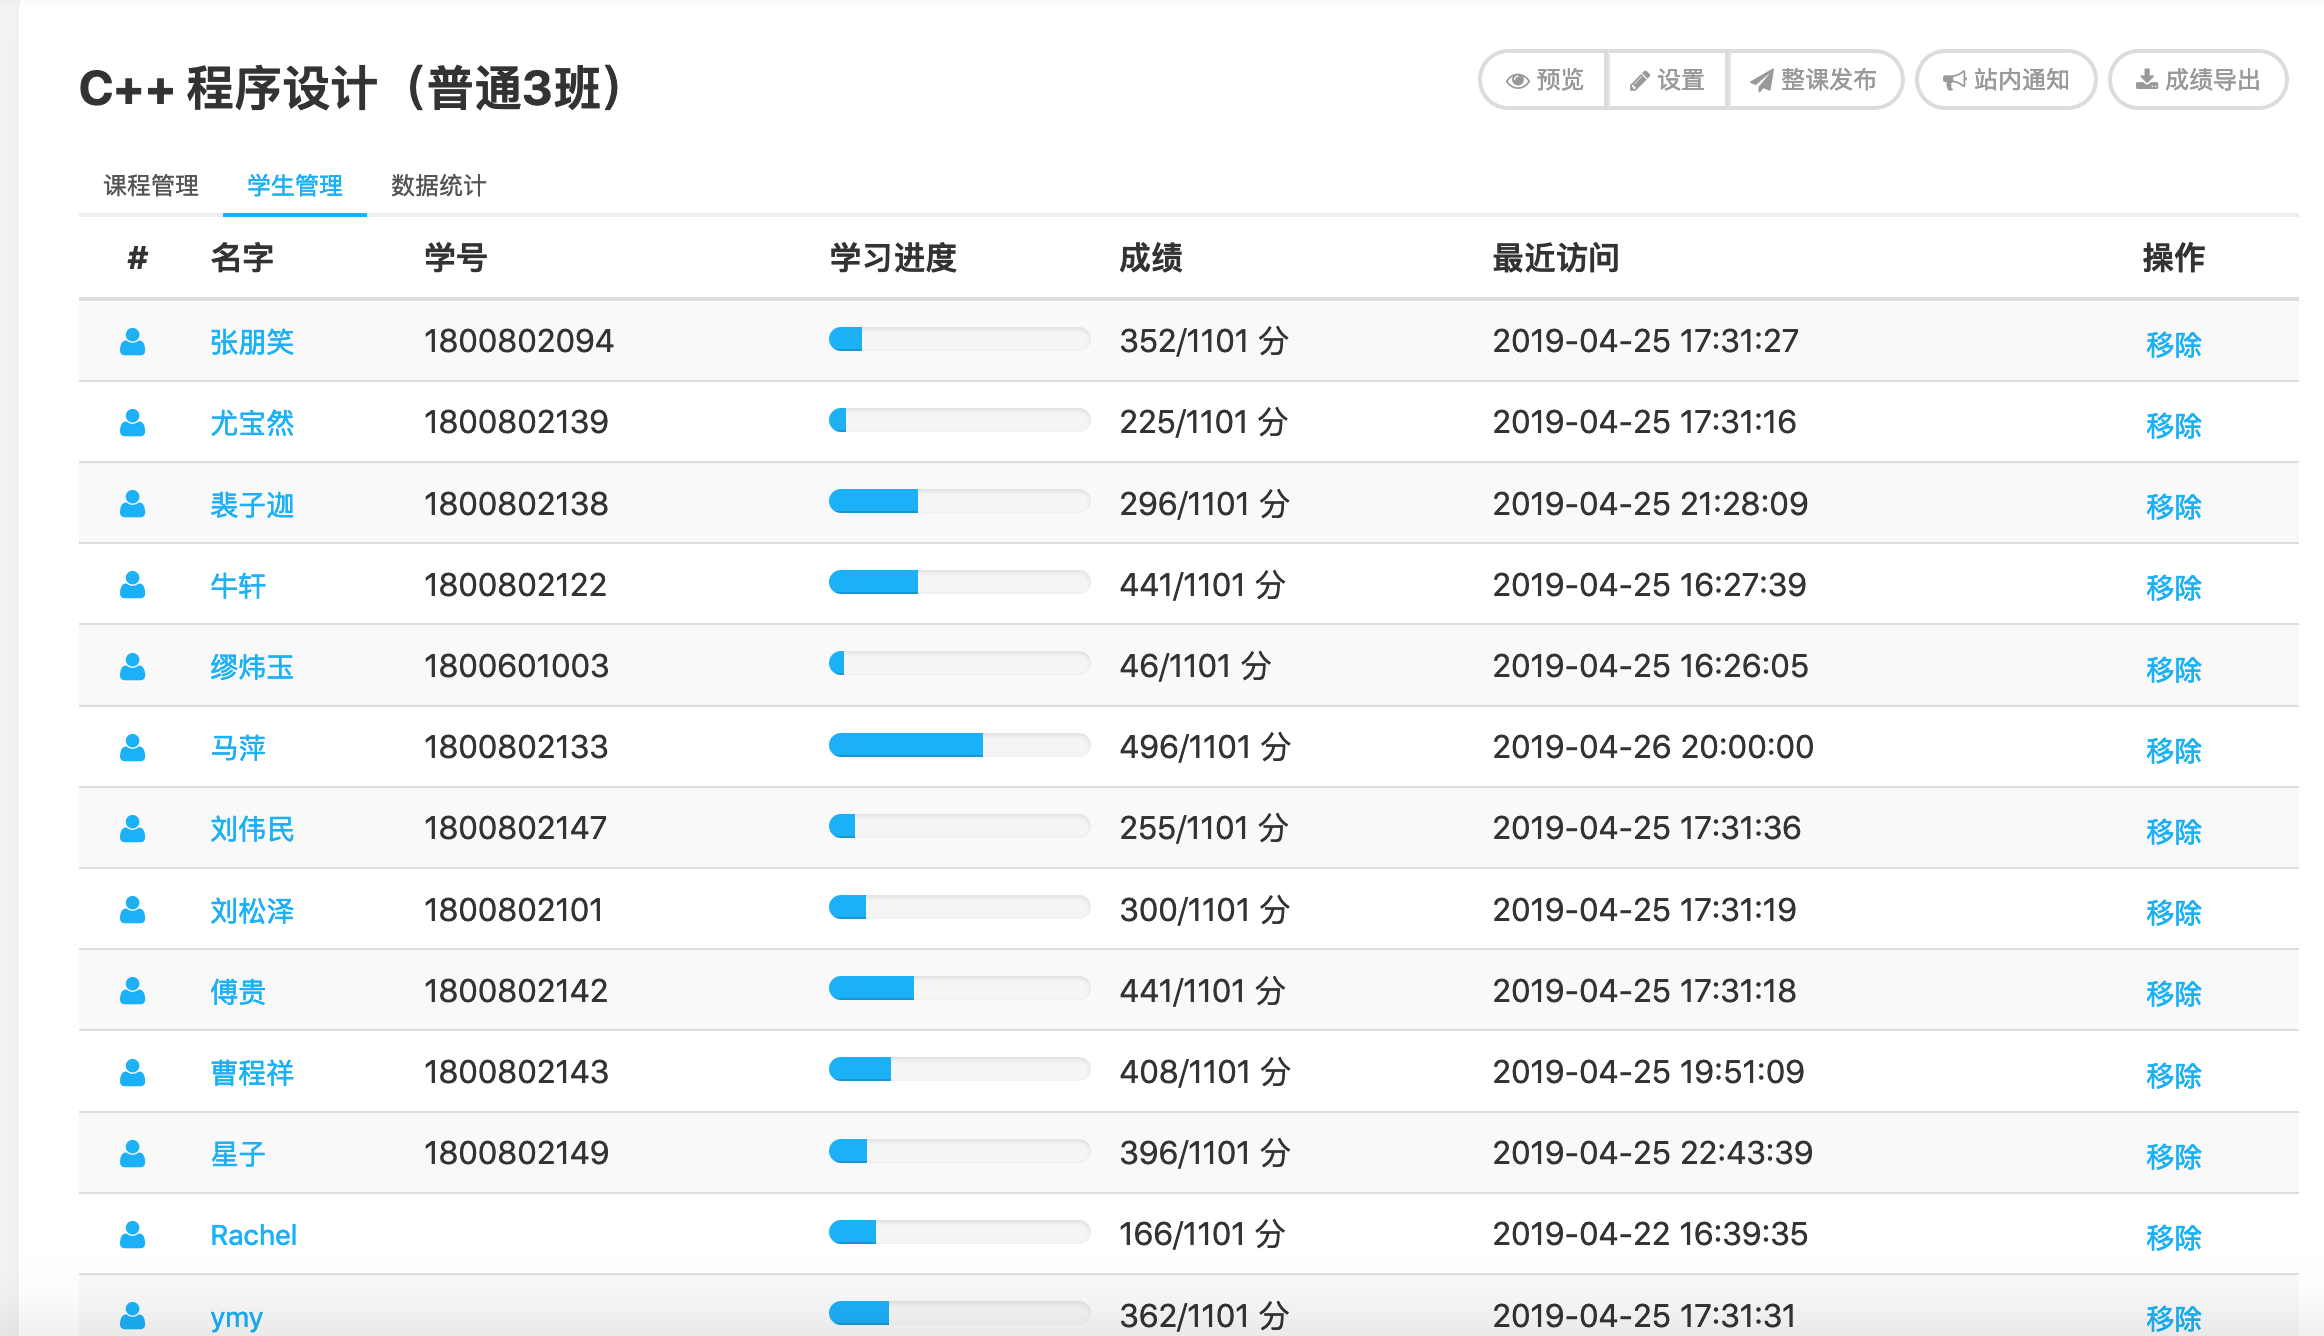 C++ 程序设计（普通3班）
预览 设置 整课发布 站内通知 成绩导出
课程管理 学生管理 数据统计
# 名字 学号 学习进度 成绩 最近访问 操作
张朋笑 1800802094 352/1101 分 2019-04-25 17:31:27 移除
尤宝然 1800802139 225/1101 分 2019-04-25 17:31:16 移除
裴子迦 1800802138 296/1101 分 2019-04-25 21:28:09 移除
牛轩 1800802122 441/1101 分 2019-04-25 16:27:39 移除
缪炜玉 1800601003 46/1101 分 2019-04-25 16:26:05 移除
马萍 1800802133 496/1101 分 2019-04-26 20:00:00 移除
刘伟民 1800802147 255/1101 分 2019-04-25 17:31:36 移除
刘松泽 1800802101 300/1101 分 2019-04-25 17:31:19 移除
傅贵 1800802142 441/1101 分 2019-04-25 17:31:18 移除
曹程祥 1800802143 408/1101 分 2019-04-25 19:51:09 移除
星子 1800802149 396/1101 分 2019-04-25 22:43:39 移除
Rachel 166/1101 分 2019-04-22 16:39:35 移除
ymy 362/1101 分 2019-04-25 17:31:31 移除